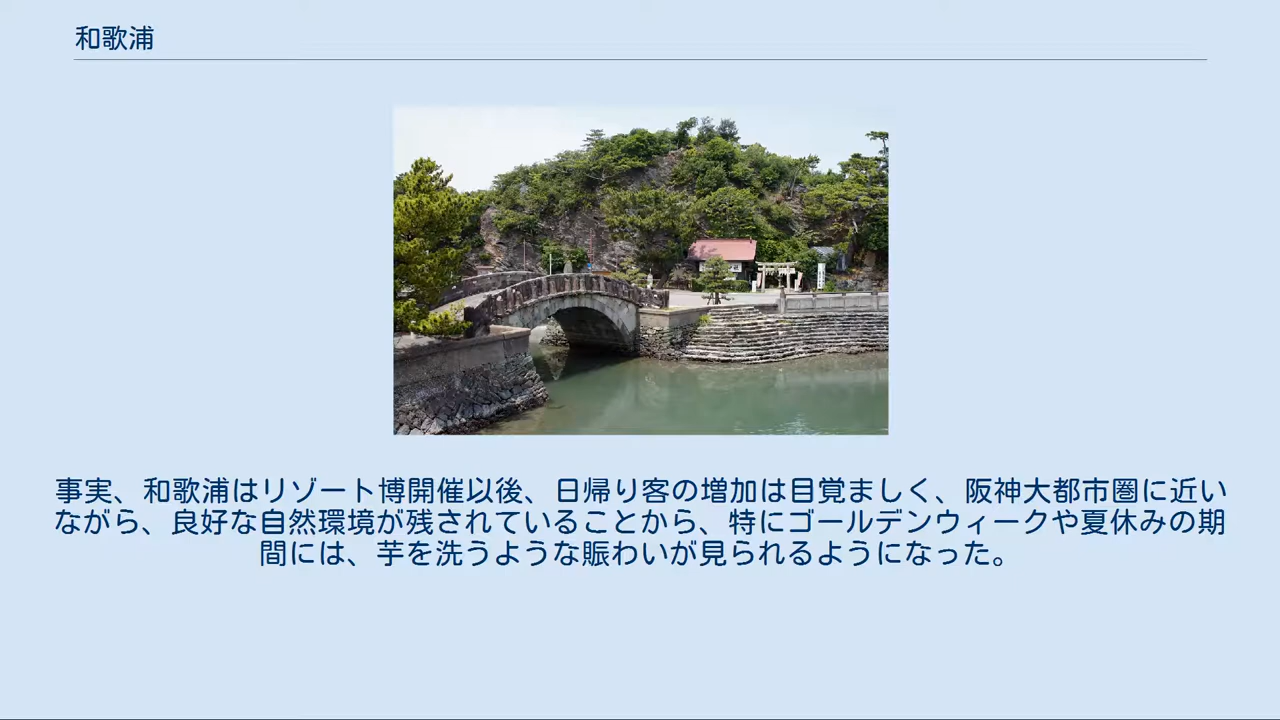 和歌浦
事実、和歌浦はリゾート博開催以後、日帰り客の増加は目覚ましく、阪神大都市圏に近い
ながら、良好な自然環境が残されていることから、特にゴールデンウィークや夏休みの期
間には、芋を洗うような賑わいが見られるようになった。